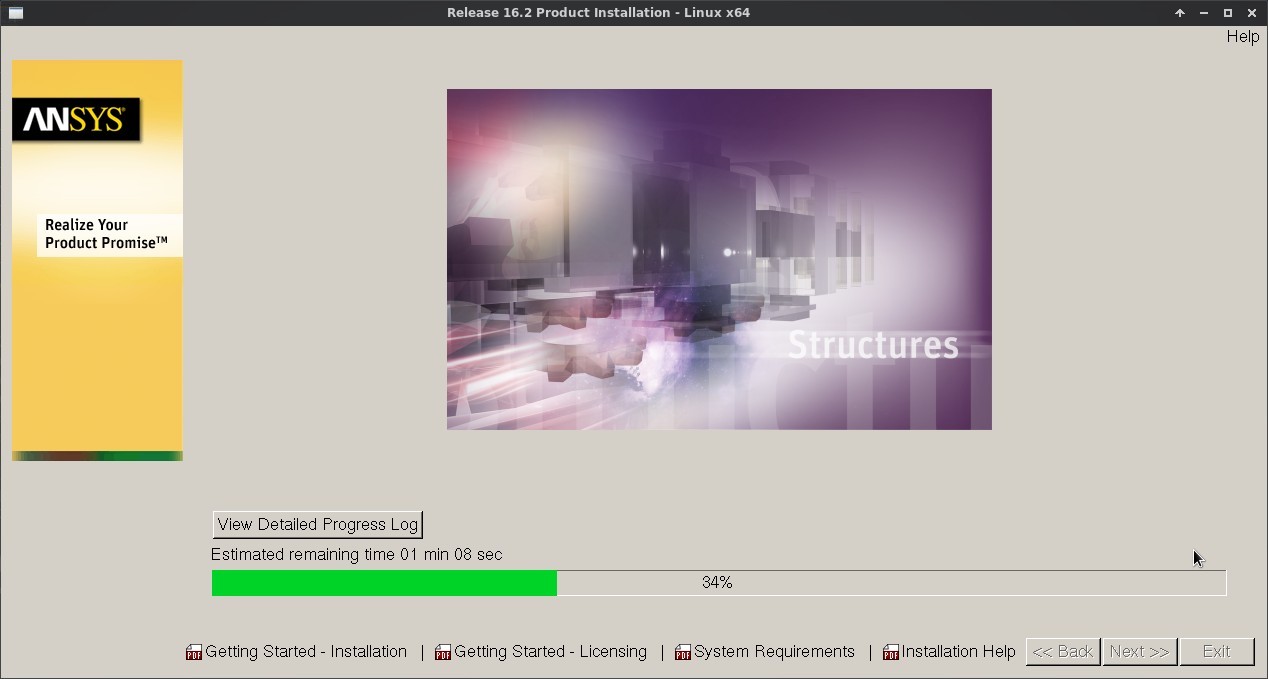 Release 16.2 Product Installation - Linux x64
Help
ANSYS®
Realize Your
Product Promise™
Structures
View Detailed Progress Log
Estimated remaining time 01 min 08 sec
34%
Getting Started - Installation | Getting Started - Licensing | System Requirements | Installation Help << Back Next >> Exit